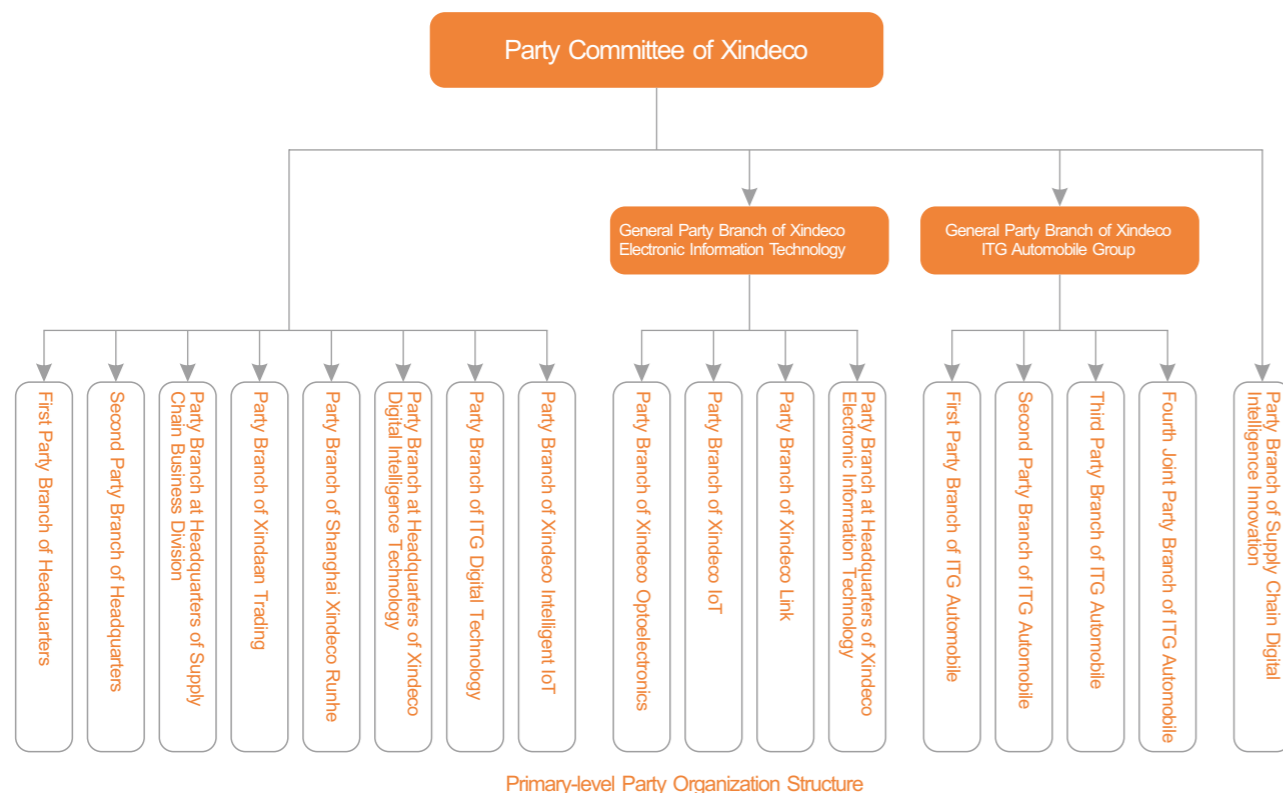 Party Committee of Xindeco
General Party Branch of Xindeco
Electronic Information Technology
General Party Branch of Xindeco
ITG Automobile Group
First Party Branch of Headquarters
Second Party Branch of Headquarters
Party Branch at Headquarters of Supply
Chain Business Division
Party Branch of Xindaan Trading
Party Branch of Shanghai Xindeco Runhe
Party Branch at Headquarters of Xindeco
Digital Intelligence Technology
Party Branch of ITG Digital Technology
Party Branch of Xindeco Intelligent IoT
Party Branch of Xindeco Optoelectronics
Party Branch of Xindeco IoT
Party Branch of Xindeco Link
Party Branch at Headquarters of Xindeco
Electronic Information Technology
First Party Branch of ITG Automobile
Second Party Branch of ITG Automobile
Third Party Branch of ITG Automobile
Fourth Joint Party Branch of ITG Automobile
Party Branch of Supply Chain Digital
Intelligence Innovation
Primary-level Party Organization Structure